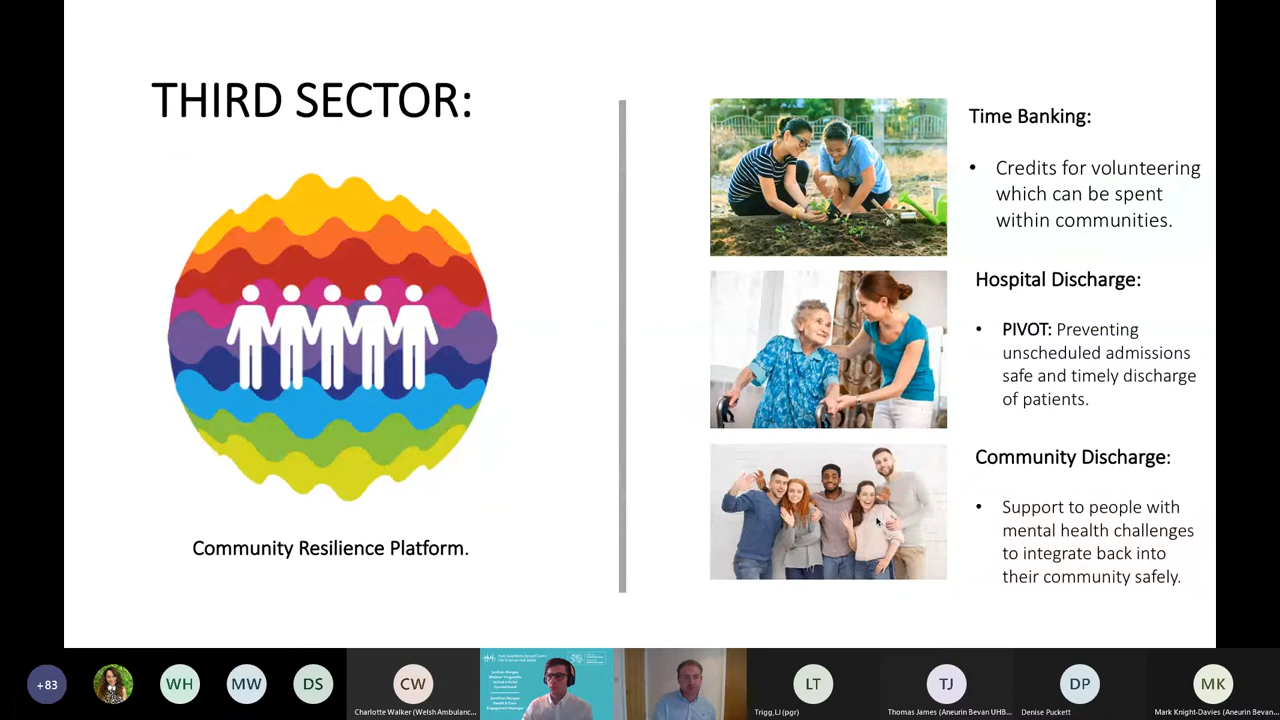 THIRD SECTOR:
Community Resilience Platform.
Time Banking:
• Credits for volunteering
which can be spent
within communities.
Hospital Discharge:
• PIVOT: Preventing
unscheduled admissions
safe and timely discharge
of patients.
Community Discharge:
• Support to people with
mental health challenges
to integrate back into
their community safely.
+83
WH
MW
DS
CW
Charlotte Walker (Welsh Ambulanc...
LT
Trigg,LJ (pgr)
TJ
Thomas James (Aneurin Bevan UHB...
DP
Denise Puckett
MK
Mark Knight-Davies (Aneurin Bevan...